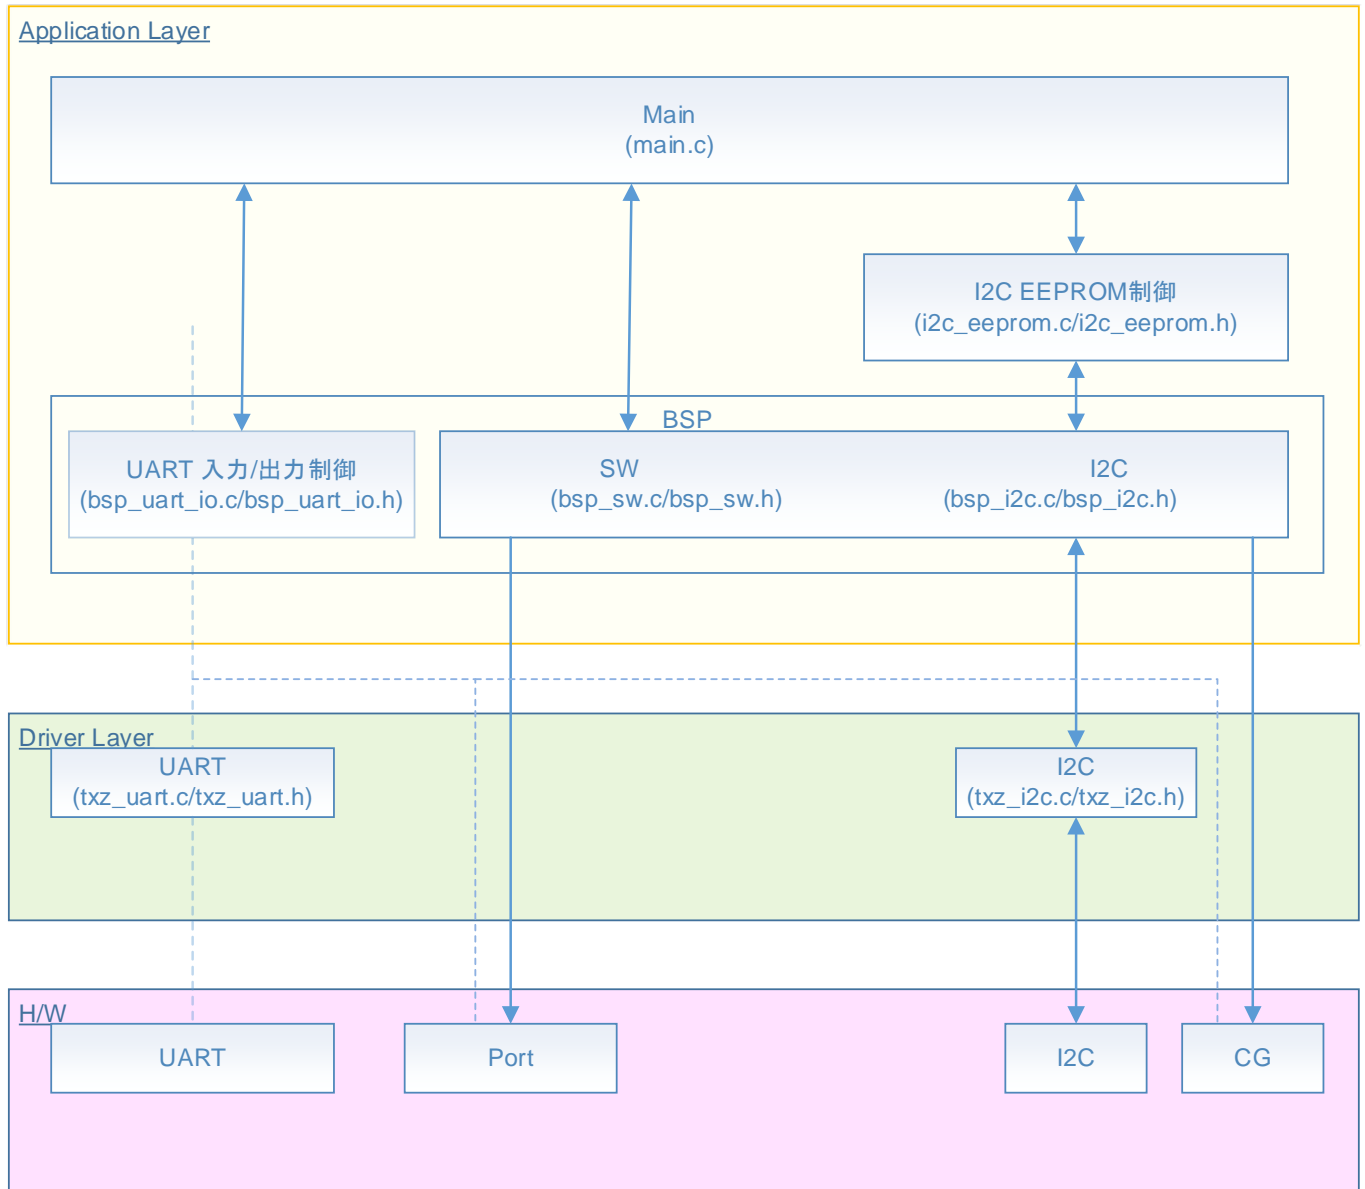 Application Layer
Main
(main.c)
I2C EEPROM制御
(i2c_eeprom.c/i2c_eeprom.h)
BSP
UART 入力/出力制御
(bsp_uart_io.c/bsp_uart_io.h)
SW
(bsp_sw.c/bsp_sw.h)
I2C
(bsp_i2c.c/bsp_i2c.h)
Driver Layer
UART
(txz_uart.c/txz_uart.h)
I2C
(txz_i2c.c/txz_i2c.h)
H/W
UART
Port
I2C
CG